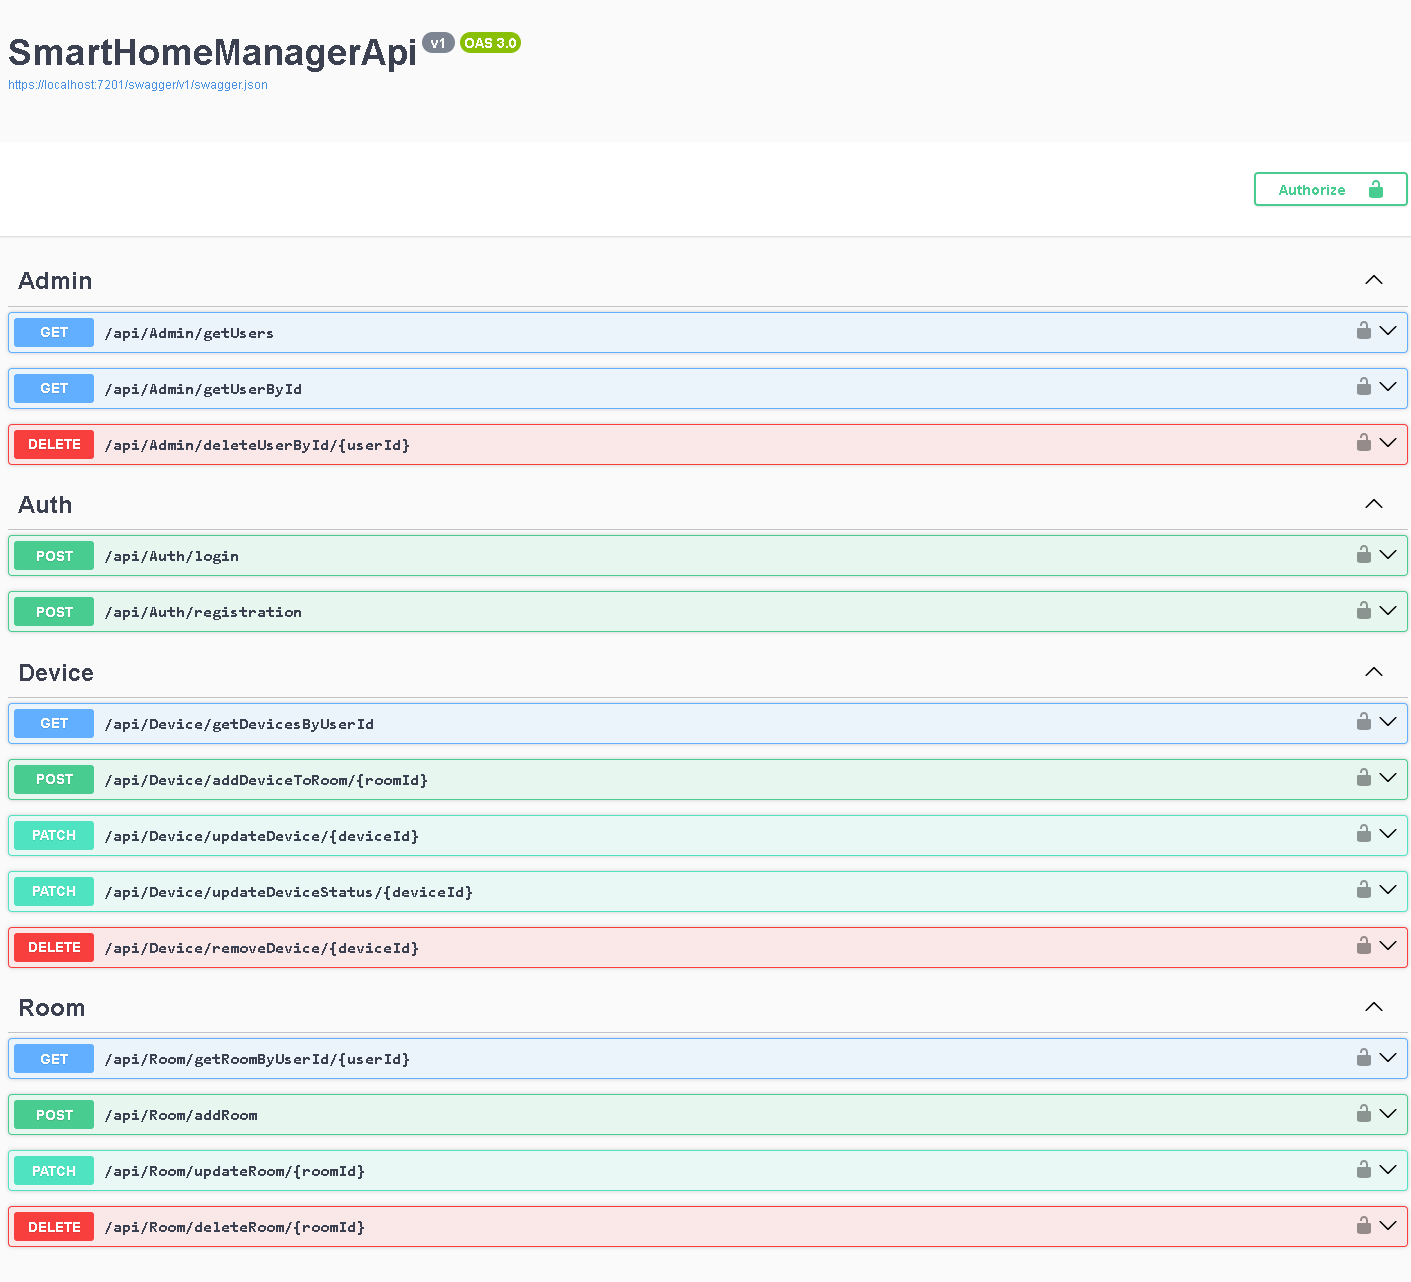 SmartHomeManagerApi v1 OAS 3.0
https://localhost:7201/swagger/v1/swagger.json
Authorize
Admin
GET /api/Admin/getUsers
GET /api/Admin/getUserById
DELETE /api/Admin/deleteUserById/{userId}
Auth
POST /api/Auth/login
POST /api/Auth/registration
Device
GET /api/Device/getDevicesByUserId
POST /api/Device/addDeviceToRoom/{roomId}
PATCH /api/Device/updateDevice/{deviceId}
PATCH /api/Device/updateDeviceStatus/{deviceId}
DELETE /api/Device/removeDevice/{deviceId}
Room
GET /api/Room/getRoomByUserId/{userId}
POST /api/Room/addRoom
PATCH /api/Room/updateRoom/{roomId}
DELETE /api/Room/deleteRoom/{roomId}